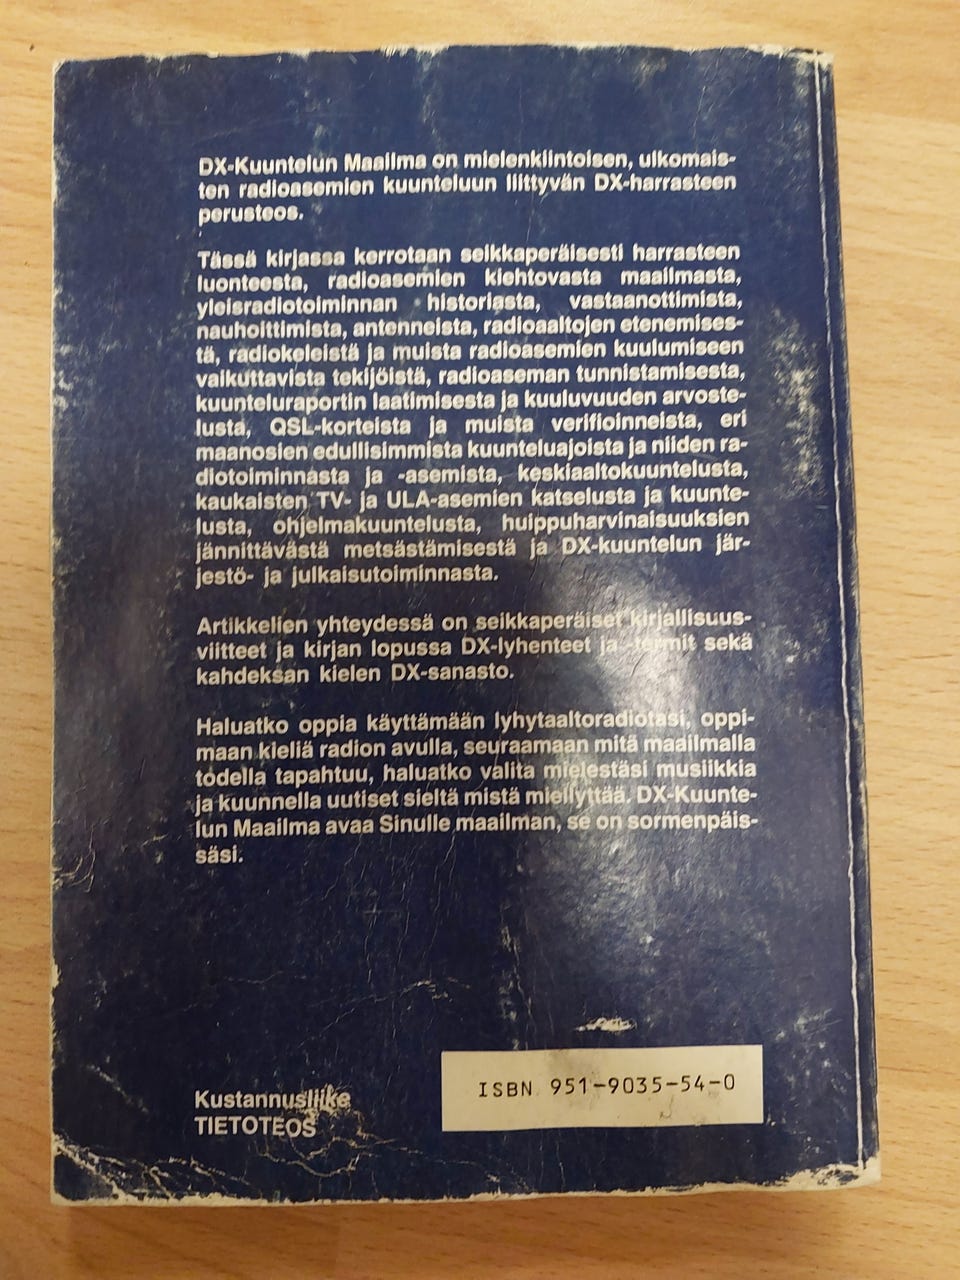 DX-Kuuntelun Maailma on mielenkiintoisen, ulkomais-
ten radioasemien kuunteluun liittyvän DX-harrasteen
perusteos.
Tässä kirjassa kerrotaan seikkaperäisesti harrasteen
luonteesta, radioasemien kiehtovasta maailmasta,
yleisradiotoiminnan historiasta, vastaanottimista,
nauhoittimista, antenneista, radioaaltojen etenemises-
tä, radiokeleistä ja muista radioasemien kuulumiseen
vaikuttavista tekijöistä, radioaseman tunnistamisesta,
kuunteluraportin laatimisesta ja kuuluvuuden arvoste-
lusta, QSL-korteista ja muista verifioinneista, eri
maanosien edullisimmista kuunteluajoista ja niiden ra-
diotoiminnasta ja -asemista, keskiaaltokuuntelusta,
kaukaisten TV- ja ULA-asemien katselusta ja kuunte-
lusta, ohjelmakuuntelusta, huippuharvinaisuuksien
jännittävästä metsästämisestä ja DX-kuuntelun jär-
jestö- ja julkaisutoiminnasta.
Artikkelien yhteydessä on seikkaperäiset kirjallisuus-
viitteet ja kirjan lopussa DX-lyhenteet ja -termit sekä
kahdeksan kielen DX-sanasto.
Haluatko oppia käyttämään lyhytaaltoradiotasi, oppi-
maan kieliä radion avulla, seuraamaan mitä maailmalla
todella tapahtuu, haluatko valita mielestäsi musiikkia
ja kuunnella uutiset sieltä mistä miellyttää. DX-Kuunte-
lun Maailma avaa Sinulle maailman, se on sormenpäis-
säsi.
Kustannusliike
TIETOTEOS
ISBN 951-9035-54-0